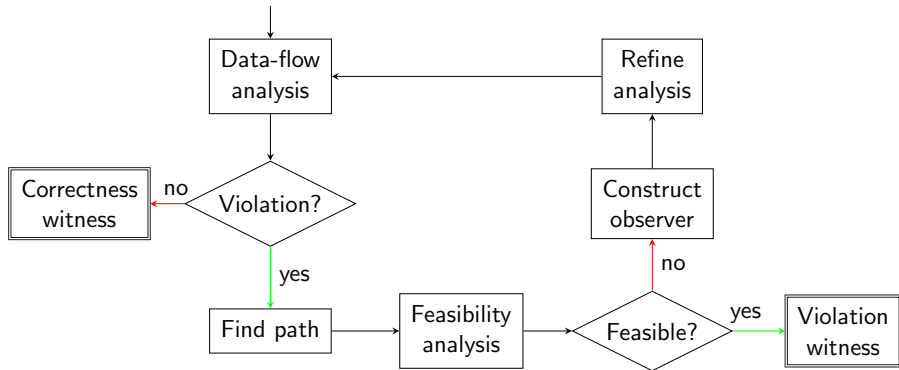 Data-flow
analysis
Refine
analysis
Correctness
witness
no
Violation?
Construct
observer
yes
no
Find path
Feasibility
analysis
Feasible?
yes
Violation
witness